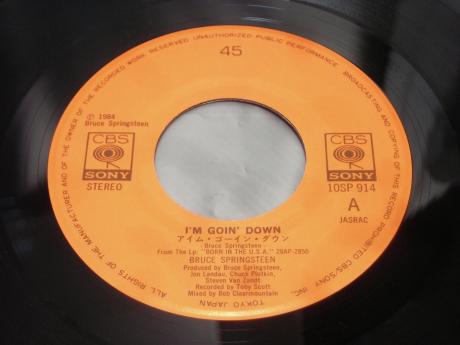 ALL RIGHTS OF THE MANUFACTURER AND OF THE OWNER OF THE RECORDED WORK RESERVED UNAUTHORIZED PUBLIC PERFORMANCE BROADCASTING AND COPYING OF THIS RECORD PROHIBITED CBS/SONY INC. TOKYO JAPAN
45
Ⓟ 1984
Bruce Springsteen
CBS
SONY
STEREO
CBS
SONY
10SP 914
A
JASRAC
I'M GOIN' DOWN
アイム・ゴーイン・ダウン
Bruce Springsteen
From The Lp: "BORN IN THE U.S.A." 28AP-2850
BRUCE SPRINGSTEEN
Produced by Bruce Springsteen,
Jon Landau, Chuck Plotkin,
Steven Van Zandt
Recorded by Toby Scott
Mixed by Bob Clearmountain